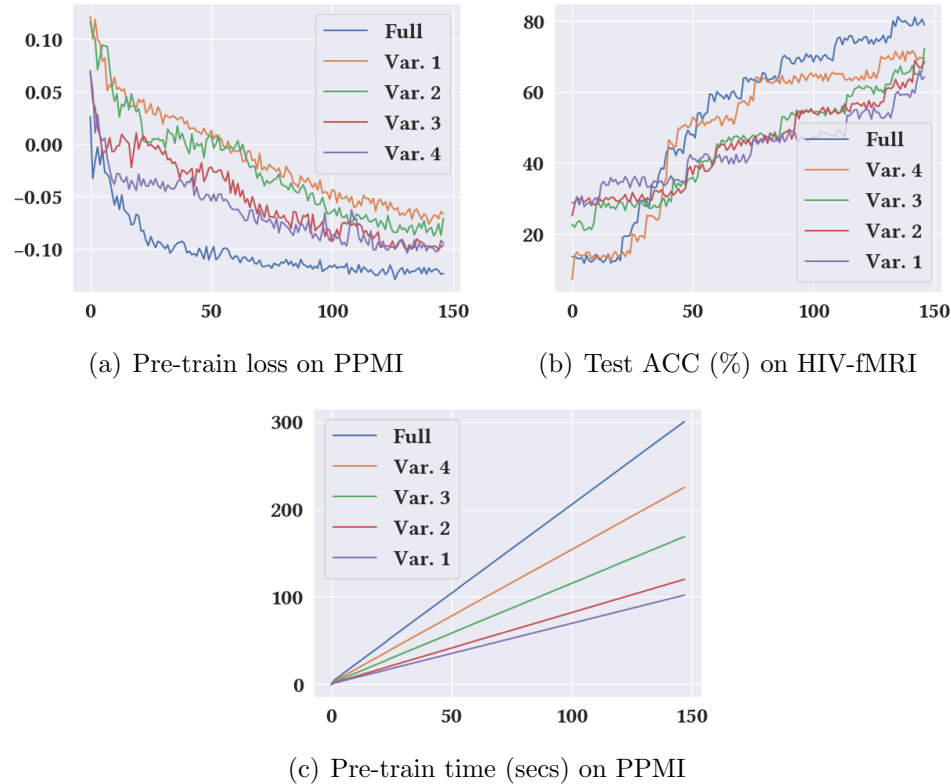 0.10
0.05
0.00
−0.05
−0.10
0
50
100
150
Full
Var. 1
Var. 2
Var. 3
Var. 4
(a) Pre-train loss on PPMI
80
60
40
20
0
50
100
150
Full
Var. 4
Var. 3
Var. 2
Var. 1
(b) Test ACC (%) on HIV-fMRI
300
200
100
0
0
50
100
150
Full
Var. 4
Var. 3
Var. 2
Var. 1
(c) Pre-train time (secs) on PPMI